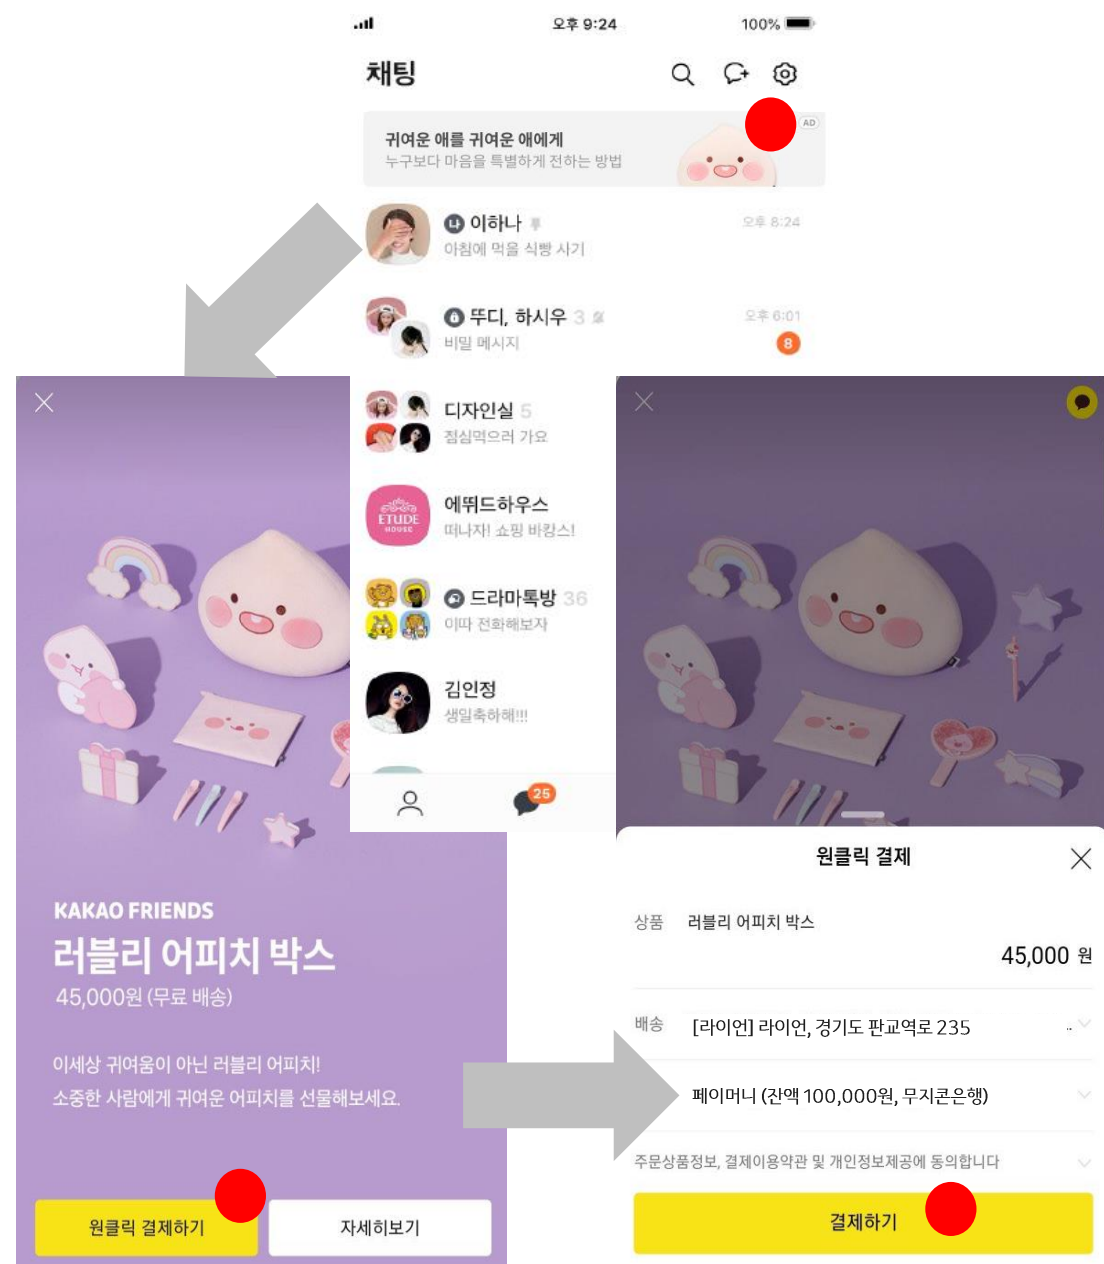 오후 9:24
100%
채팅
귀여운 애를 귀여운 애에게
누구보다 마음을 특별하게 전하는 방법
AD
나 이하나
오후 8:24
아침에 먹을 식빵 사기
뚜디, 하시우 3
오후 6:01
비밀 메시지
8
디자인실 5
점심먹으러 가요
에뛰드하우스
ETUDE
HOUSE
떠나자! 쇼핑 바캉스!
드라마톡방 36
이따 전화해보자
김인정
생일축하해!!!
25
KAKAO FRIENDS
러블리 어피치 박스
45,000원 (무료 배송)
이세상 귀여움이 아닌 러블리 어피치!
소중한 사람에게 귀여운 어피치를 선물해보세요.
원클릭 결제하기
자세히보기
원클릭 결제
상품 러블리 어피치 박스
45,000 원
배송 [라이언] 라이언, 경기도 판교역로 235 ..
페이머니 (잔액 100,000원, 무지콘은행)
주문상품정보, 결제이용약관 및 개인정보제공에 동의합니다
결제하기